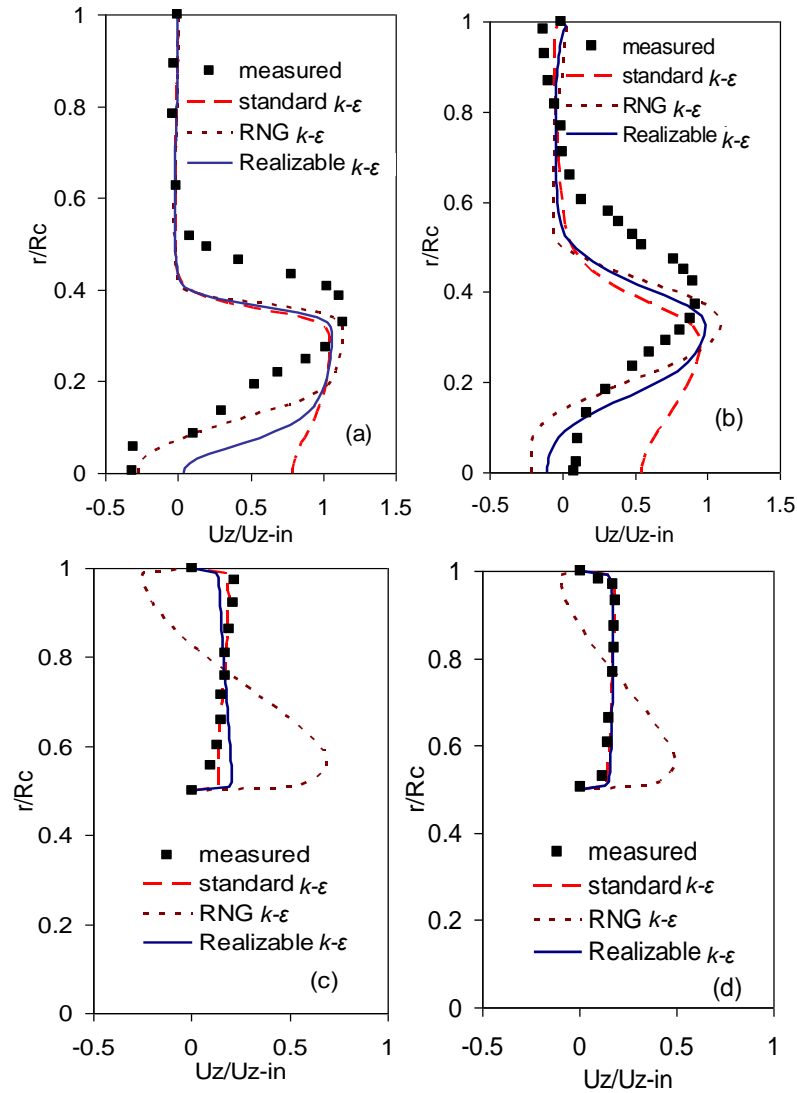 1
0.8
0.6
0.4
0.2
0
-0.5
0
0.5
1
1.5
r/Rc
Uz/Uz-in
measured
standard k-ε
RNG k-ε
Realizable k-ε
(a)
1
0.8
0.6
0.4
0.2
0
-0.5
0
0.5
1
1.5
r/Rc
Uz/Uz-in
measured
standard k-ε
RNG k-ε
Realizable k-ε
(b)
1
0.8
0.6
0.4
0.2
0
-0.5
0
0.5
1
r/Rc
Uz/Uz-in
measured
standard k-ε
RNG k-ε
Realizable k-ε
(c)
1
0.8
0.6
0.4
0.2
0
-0.5
0
0.5
1
r/Rc
Uz/Uz-in
measured
standard k-ε
RNG k-ε
Realizable k-ε
(d)